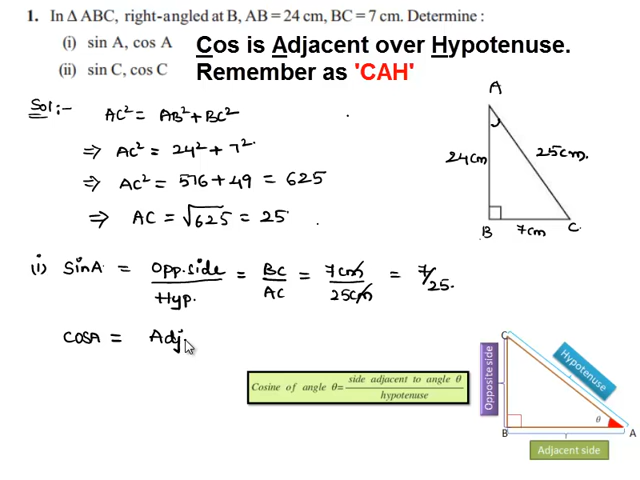 1. In Δ ABC, right-angled at B, AB = 24 cm, BC = 7 cm. Determine :
(i) sin A, cos A
(ii) sin C, cos C
Cos is Adjacent over Hypotenuse.
Remember as 'CAH'
Sol:-
AC² = AB² + BC²
⇒ AC² = 24² + 7²
⇒ AC² = 576 + 49 = 625
⇒ AC = √625 = 25
A
24cm
25cm.
B
7cm
C.
(i) SinA = Opp.side/Hyp. = BC/AC = 7cm/25cm = 7/25.
COSA = Adj
Cosine of angle θ = side adjacent to angle θ / hypotenuse
C
Opposite side
Hypotenuse
θ
B
A
Adjacent side